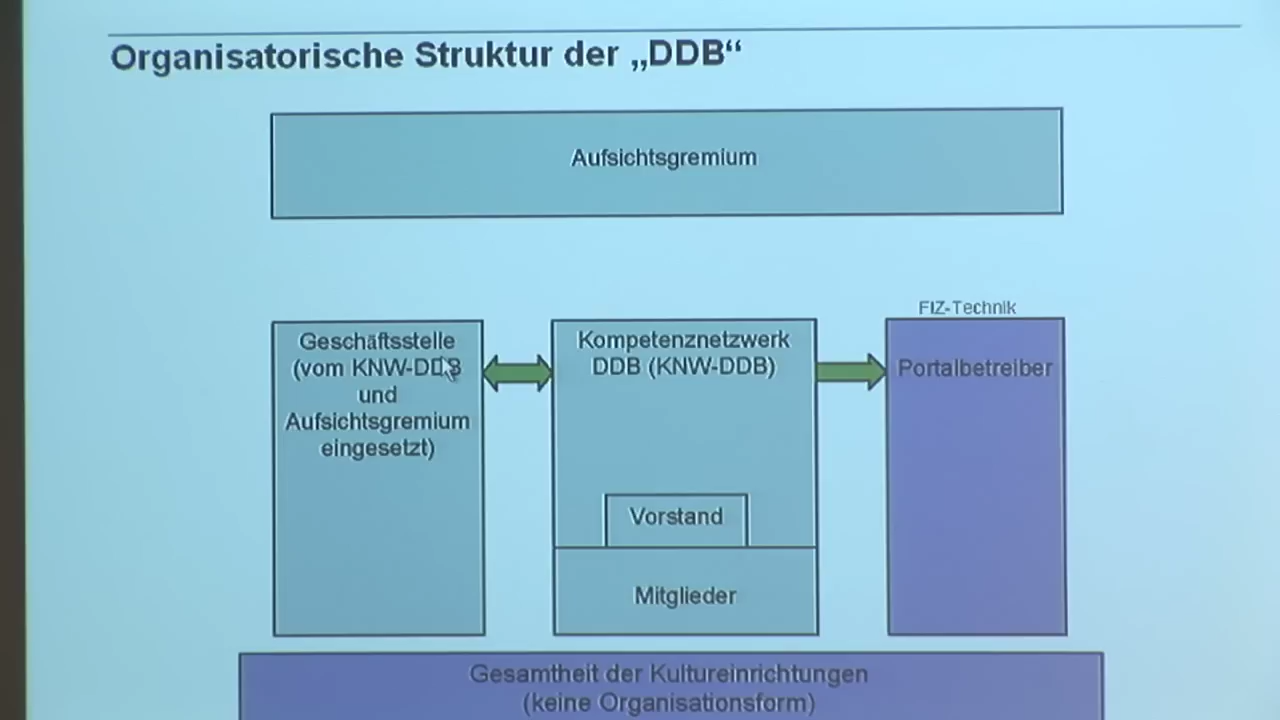 Organisatorische Struktur der „DDB“
Aufsichtsgremium
Geschäftsstelle
(vom KNW-DDB
und
Aufsichtsgremium
eingesetzt)
Kompetenznetzwerk
DDB (KNW-DDB)
Vorstand
Mitglieder
FIZ-Technik
Portalbetreiber
Gesamtheit der Kultureinrichtungen
(keine Organisationsform)